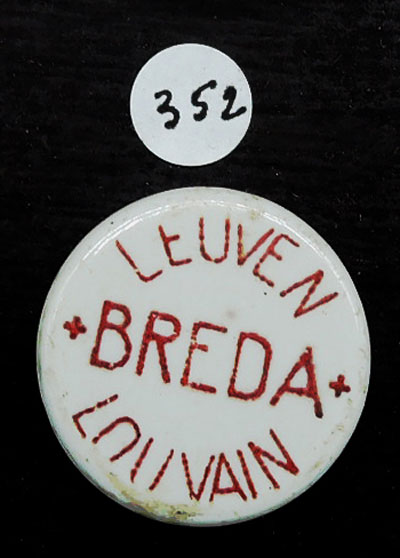 352
LEUVEN
+BREDA+
LOUVAIN